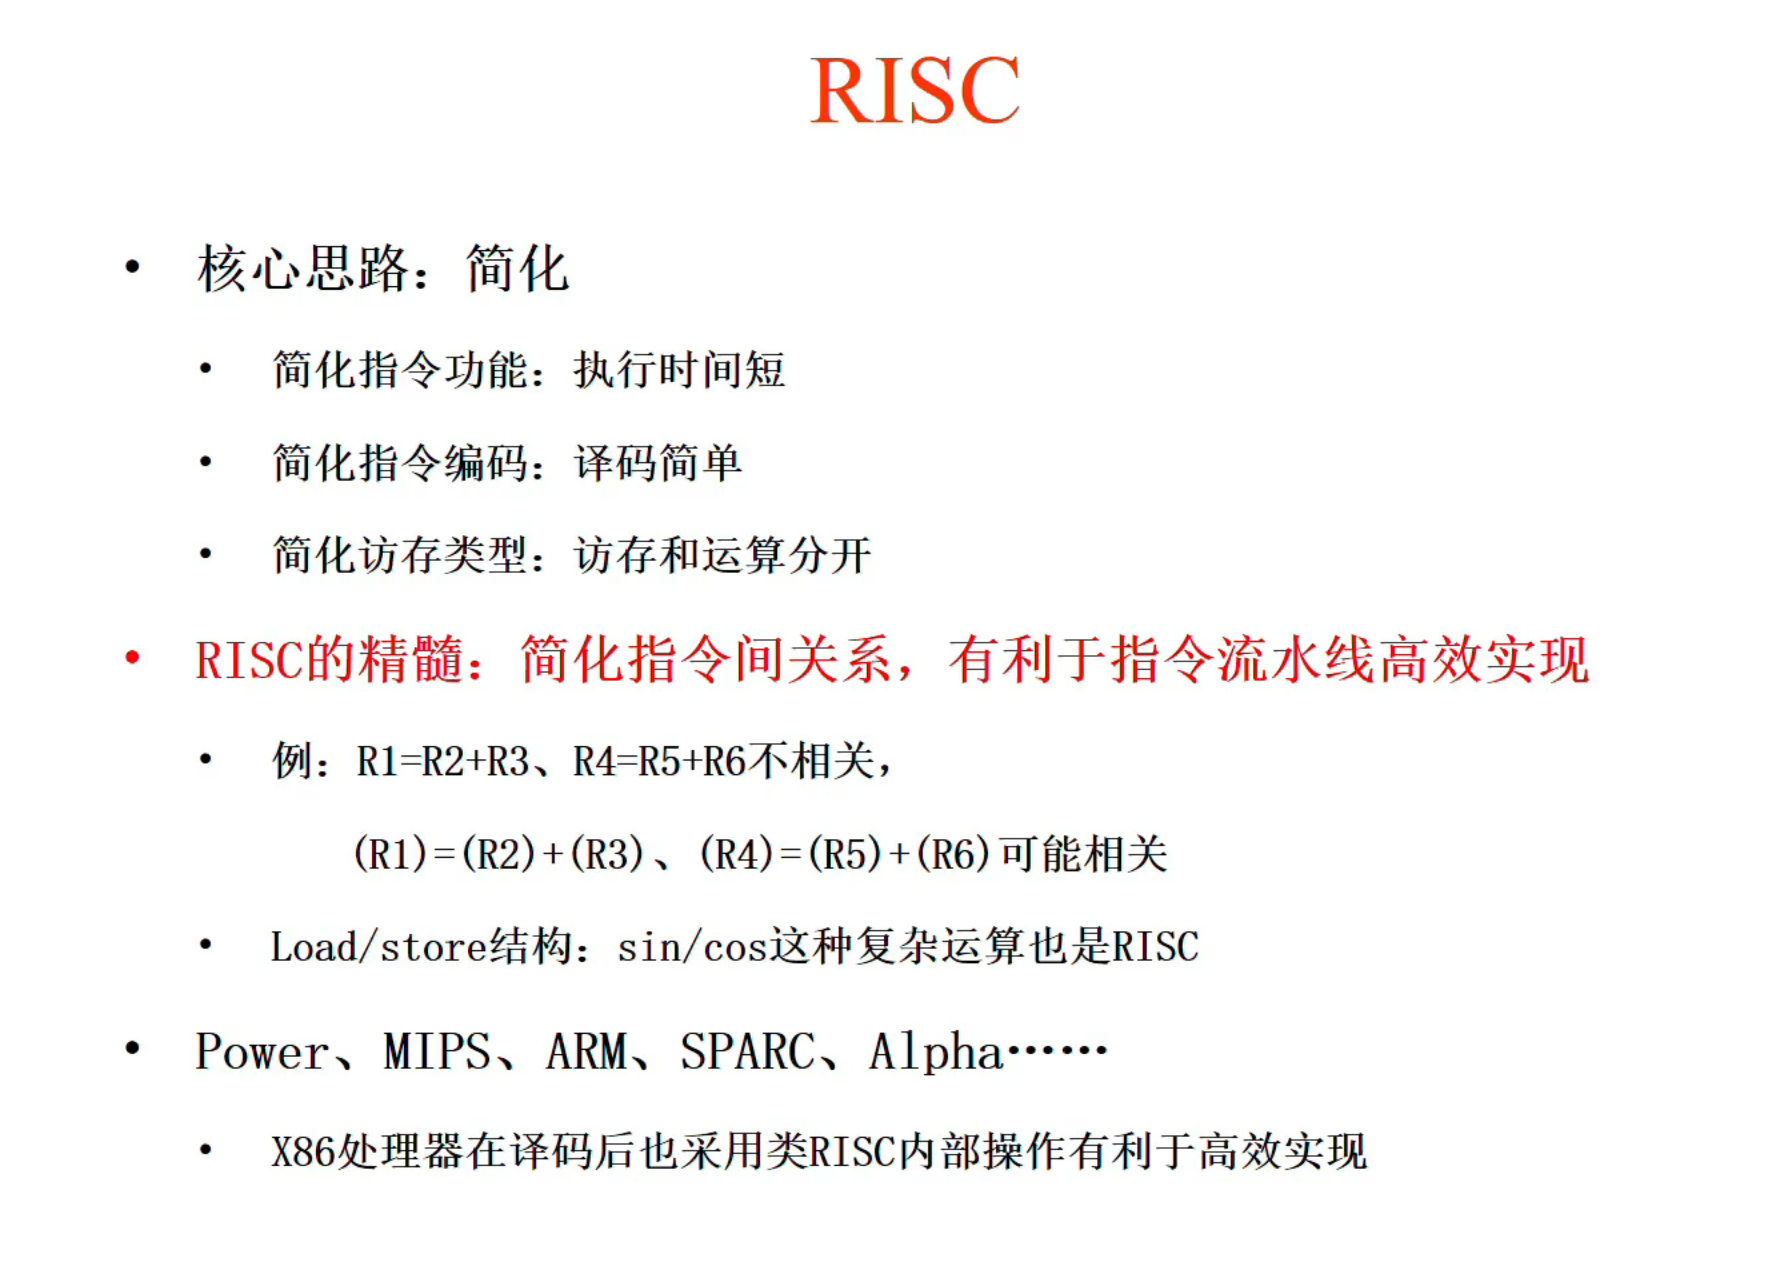 RISC
• 核心思路：简化
• 简化指令功能：执行时间短
• 简化指令编码：译码简单
• 简化访存类型：访存和运算分开
• RISC的精髓：简化指令间关系，有利于指令流水线高效实现
• 例：R1=R2+R3、R4=R5+R6不相关，
(R1)=(R2)+(R3)、(R4)=(R5)+(R6)可能相关
• Load/store结构：sin/cos这种复杂运算也是RISC
• Power、MIPS、ARM、SPARC、Alpha……
• X86处理器在译码后也采用类RISC内部操作有利于高效实现